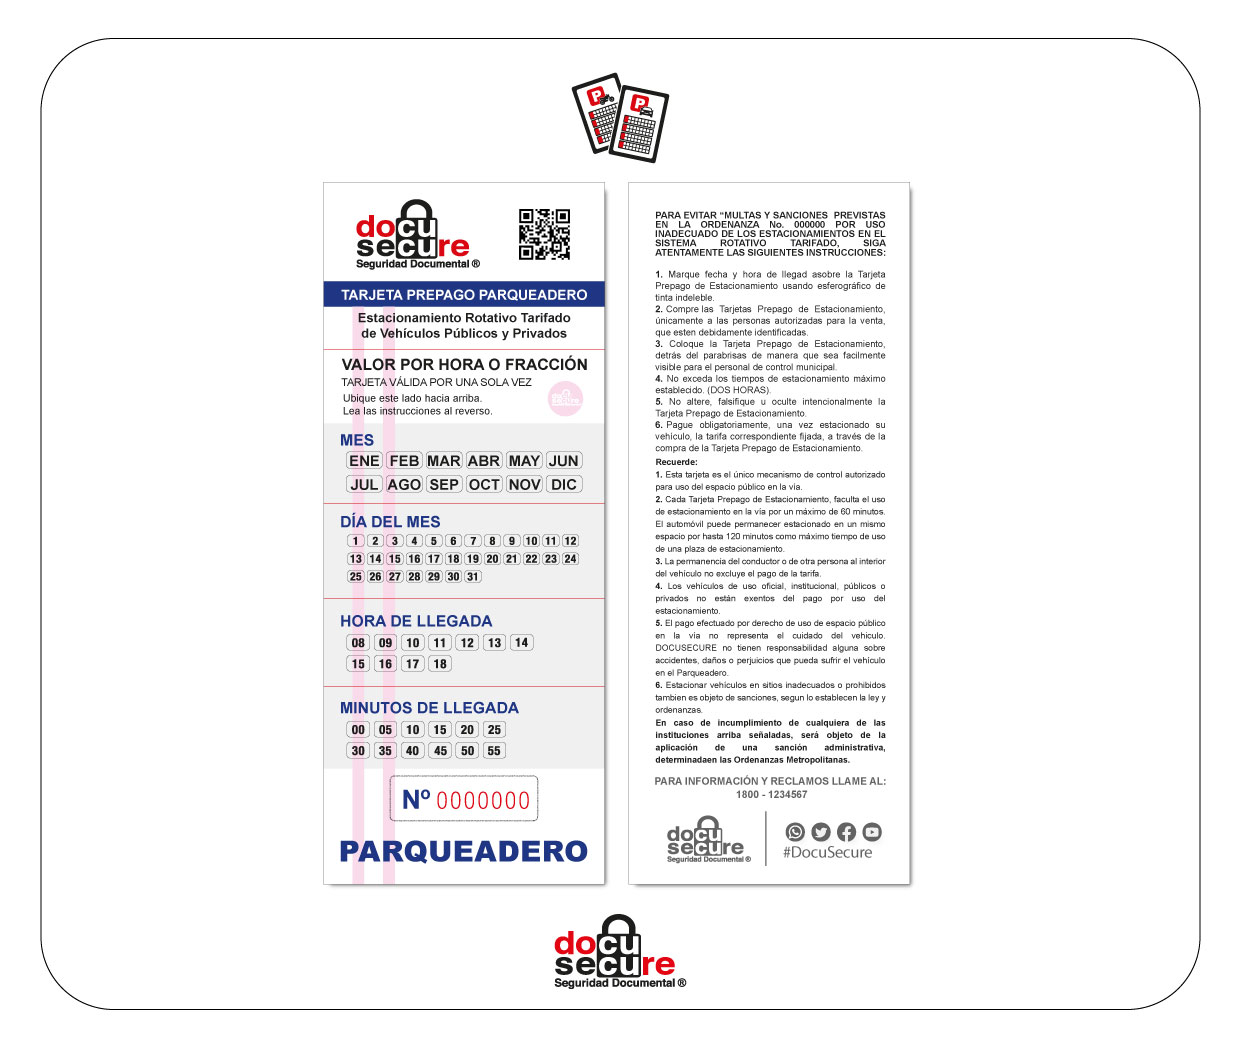 P
P
docu
secure
Seguridad Documental ®
TARJETA PREPAGO PARQUEADERO
Estacionamiento Rotativo Tarifado
de Vehículos Públicos y Privados
VALOR POR HORA O FRACCIÓN
TARJETA VÁLIDA POR UNA SOLA VEZ
Ubique este lado hacia arriba.
Lea las instrucciones al reverso.
docu
secure
MES
ENE FEB MAR ABR MAY JUN
JUL AGO SEP OCT NOV DIC
DÍA DEL MES
1 2 3 4 5 6 7 8 9 10 11 12
13 14 15 16 17 18 19 20 21 22 23 24
25 26 27 28 29 30 31
HORA DE LLEGADA
08 09 10 11 12 13 14
15 16 17 18
MINUTOS DE LLEGADA
00 05 10 15 20 25
30 35 40 45 50 55
Nº 0000000
PARQUEADERO
PARA EVITAR “MULTAS Y SANCIONES PREVISTAS
EN LA ORDENANZA No. 000000 POR USO
INADECUADO DE LOS ESTACIONAMIENTOS EN EL
SISTEMA ROTATIVO TARIFADO, SIGA
ATENTAMENTE LAS SIGUIENTES INSTRUCCIONES:
1. Marque fecha y hora de llegad asobre la Tarjeta
Prepago de Estacionamiento usando esferográfico de
tinta indeleble.
2. Compre las Tarjetas Prepago de Estacionamiento,
únicamente a las personas autorizadas para la venta,
que esten debidamente identificadas.
3. Coloque la Tarjeta Prepago de Estacionamiento,
detrás del parabrisas de manera que sea facilmente
visible para el personal de control municipal.
4. No exceda los tiempos de estacionamiento máximo
establecido. (DOS HORAS).
5. No altere, falsifique u oculte intencionalmente la
Tarjeta Prepago de Estacionamiento.
6. Pague obligatoriamente, una vez estacionado su
vehículo, la tarifa correspondiente fijada, a través de la
compra de la Tarjeta Prepago de Estacionamiento.
Recuerde:
1. Esta tarjeta es el único mecanismo de control autorizado
para uso del espacio público en la vía.
2. Cada Tarjeta Prepago de Estacionamiento, faculta el uso
de estacionamiento en la vía por un máximo de 60 minutos.
El automóvil puede permanecer estacionado en un mismo
espacio por hasta 120 minutos como máximo tiempo de uso
de una plaza de estacionamiento.
3. La permanencia del conductor o de otra persona al interior
del vehículo no excluye el pago de la tarifa.
4. Los vehículos de uso oficial, institucional, públicos o
privados no están exentos del pago por uso del
estacionamiento.
5. El pago efectuado por derecho de uso de espacio público
en la vía no representa el cuidado del vehículo.
DOCUSECURE no tienen responsabilidad alguna sobre
accidentes, daños o perjuicios que pueda sufrir el vehículo
en el Parqueadero.
6. Estacionar vehículos en sitios inadecuados o prohibidos
tambien es objeto de sanciones, segun lo establecen la ley y
ordenanzas.
En caso de incumplimiento de cualquiera de las
instituciones arriba señaladas, será objeto de la
aplicación de una sanción administrativa,
determinadaen las Ordenanzas Metropolitanas.
PARA INFORMACIÓN Y RECLAMOS LLAME AL:
1800 - 1234567
docu
secure
Seguridad Documental ®
#DocuSecure
docu
secure
Seguridad Documental ®